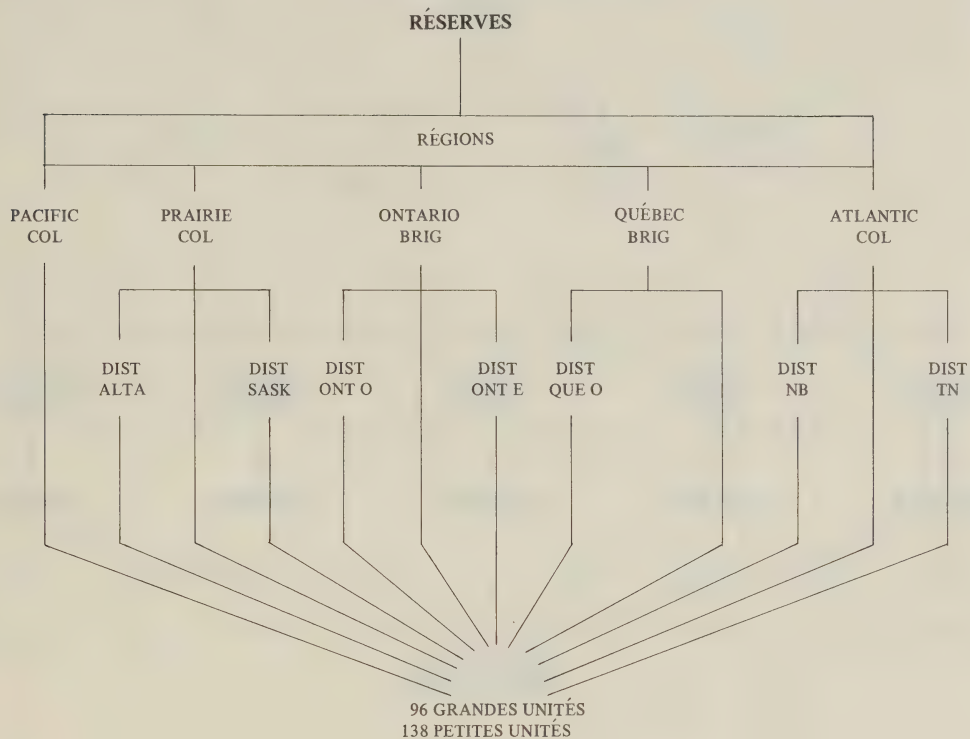 RÉSERVES
RÉGIONS
PACIFIC
COL
PRAIRIE
COL
ONTARIO
BRIG
QUÉBEC
BRIG
ATLANTIC
COL
DIST
ALTA
DIST
SASK
DIST
ONT O
DIST
ONT E
DIST
QUE O
DIST
NB
DIST
TN
96 GRANDES UNITÉS
138 PETITES UNITÉS